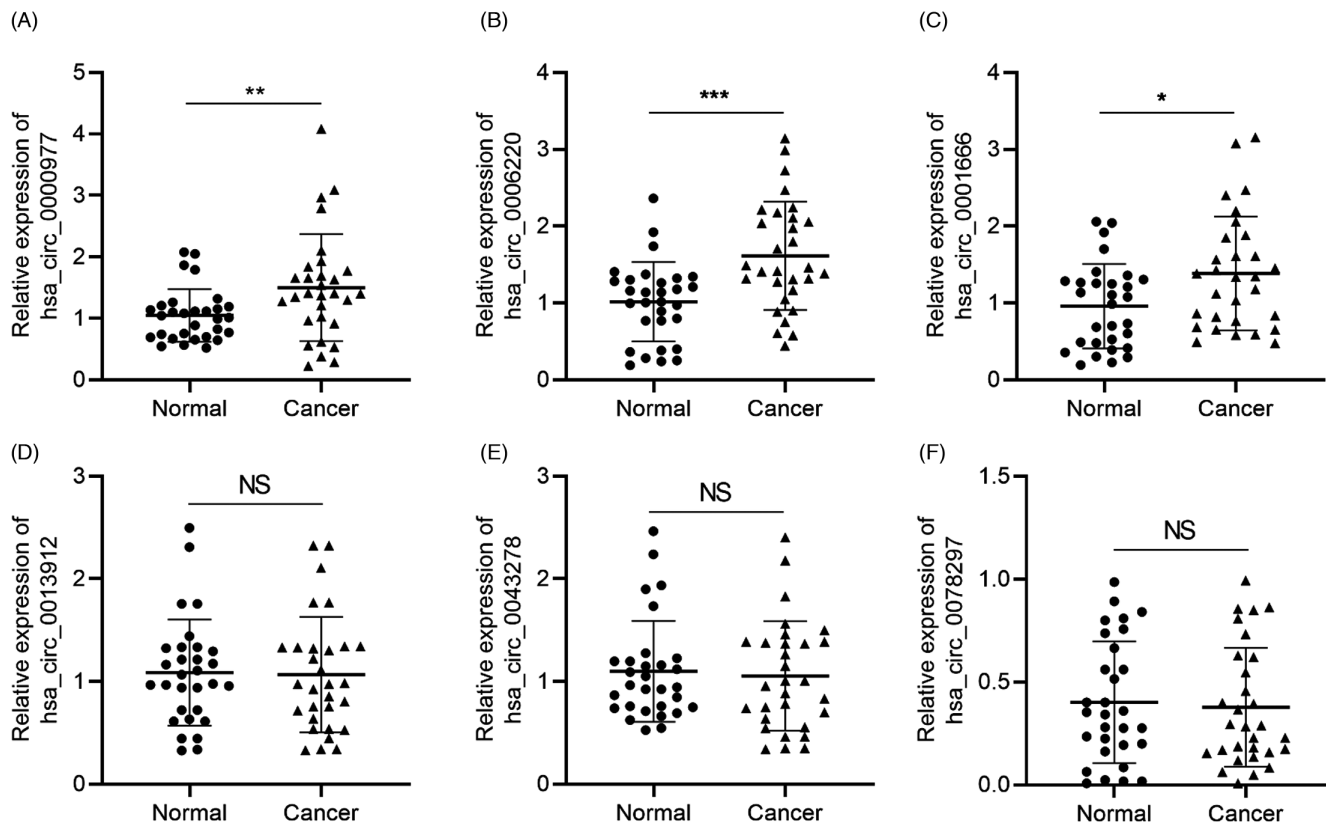 (A)
Relative expression of
hsa_circ_0000977
5
4
3
2
1
0
**
Normal
Cancer
(B)
Relative expression of
hsa_circ_0006220
4
3
2
1
0
***
Normal
Cancer
(C)
Relative expression of
hsa_circ_0001666
4
3
2
1
0
*
Normal
Cancer
(D)
Relative expression of
hsa_circ_0013912
3
2
1
0
NS
Normal
Cancer
(E)
Relative expression of
hsa_circ_0043278
3
2
1
0
NS
Normal
Cancer
(F)
Relative expression of
hsa_circ_0078297
1.5
1.0
0.5
0.0
NS
Normal
Cancer